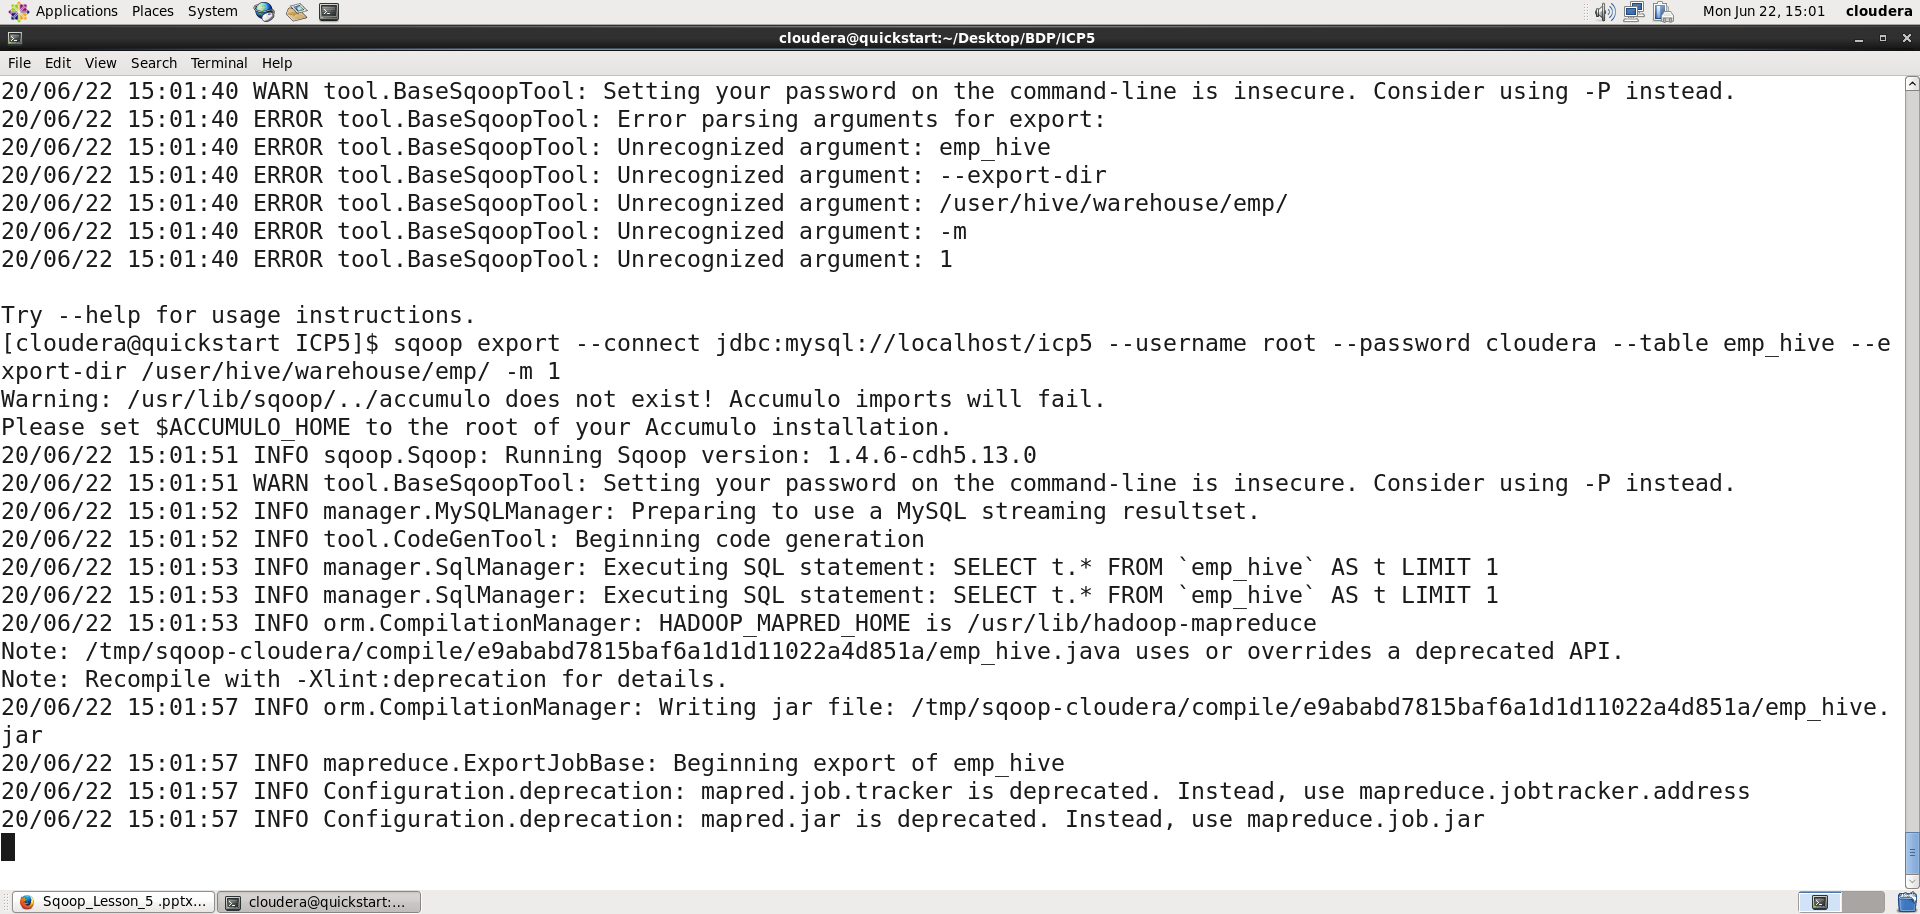 Applications Places System Mon Jun 22, 15:01 cloudera
cloudera@quickstart:~/Desktop/BDP/ICP5
File Edit View Search Terminal Help
20/06/22 15:01:40 WARN tool.BaseSqoopTool: Setting your password on the command-line is insecure. Consider using -P instead.
20/06/22 15:01:40 ERROR tool.BaseSqoopTool: Error parsing arguments for export:
20/06/22 15:01:40 ERROR tool.BaseSqoopTool: Unrecognized argument: emp_hive
20/06/22 15:01:40 ERROR tool.BaseSqoopTool: Unrecognized argument: --export-dir
20/06/22 15:01:40 ERROR tool.BaseSqoopTool: Unrecognized argument: /user/hive/warehouse/emp/
20/06/22 15:01:40 ERROR tool.BaseSqoopTool: Unrecognized argument: -m
20/06/22 15:01:40 ERROR tool.BaseSqoopTool: Unrecognized argument: 1
Try --help for usage instructions.
[cloudera@quickstart ICP5]$ sqoop export --connect jdbc:mysql://localhost/icp5 --username root --password cloudera --table emp_hive --e
xport-dir /user/hive/warehouse/emp/ -m 1
Warning: /usr/lib/sqoop/../accumulo does not exist! Accumulo imports will fail.
Please set $ACCUMULO_HOME to the root of your Accumulo installation.
20/06/22 15:01:51 INFO sqoop.Sqoop: Running Sqoop version: 1.4.6-cdh5.13.0
20/06/22 15:01:51 WARN tool.BaseSqoopTool: Setting your password on the command-line is insecure. Consider using -P instead.
20/06/22 15:01:52 INFO manager.MySQLManager: Preparing to use a MySQL streaming resultset.
20/06/22 15:01:52 INFO tool.CodeGenTool: Beginning code generation
20/06/22 15:01:53 INFO manager.SqlManager: Executing SQL statement: SELECT t.* FROM `emp_hive` AS t LIMIT 1
20/06/22 15:01:53 INFO manager.SqlManager: Executing SQL statement: SELECT t.* FROM `emp_hive` AS t LIMIT 1
20/06/22 15:01:53 INFO orm.CompilationManager: HADOOP_MAPRED_HOME is /usr/lib/hadoop-mapreduce
Note: /tmp/sqoop-cloudera/compile/e9ababd7815baf6a1d1d11022a4d851a/emp_hive.java uses or overrides a deprecated API.
Note: Recompile with -Xlint:deprecation for details.
20/06/22 15:01:57 INFO orm.CompilationManager: Writing jar file: /tmp/sqoop-cloudera/compile/e9ababd7815baf6a1d1d11022a4d851a/emp_hive.
jar
20/06/22 15:01:57 INFO mapreduce.ExportJobBase: Beginning export of emp_hive
20/06/22 15:01:57 INFO Configuration.deprecation: mapred.job.tracker is deprecated. Instead, use mapreduce.jobtracker.address
20/06/22 15:01:57 INFO Configuration.deprecation: mapred.jar is deprecated. Instead, use mapreduce.job.jar
Sqoop_Lesson_5 .pptx... cloudera@quickstart:...